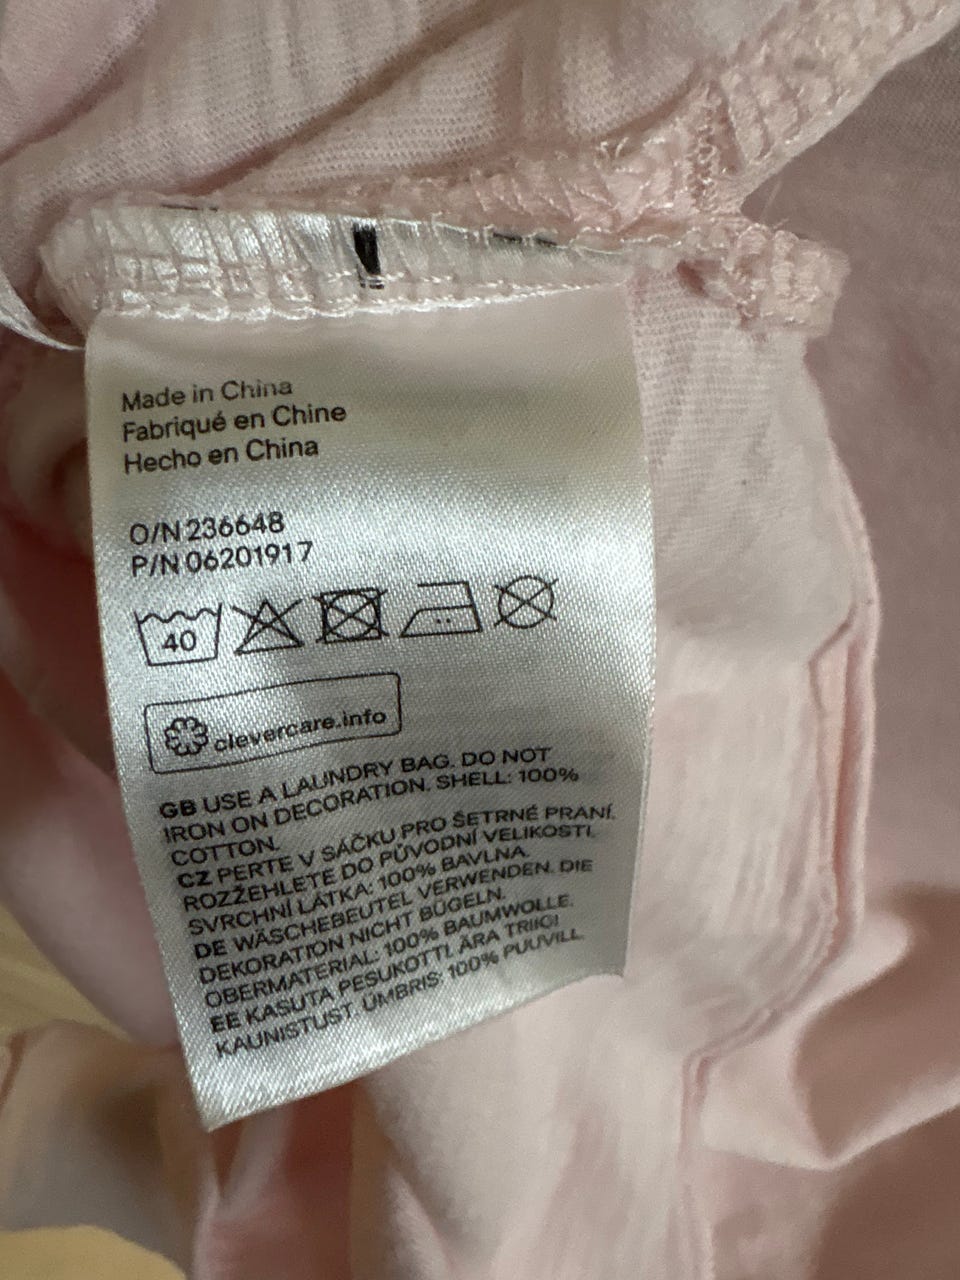 Made in China
Fabriqué en Chine
Hecho en China
O/N 236648
P/N 06201917
40
clevercare.info
GB USE A LAUNDRY BAG. DO NOT
IRON ON DECORATION. SHELL: 100%
COTTON.
CZ PERTE V SÁČKU PRO ŠETRNÉ PRANÍ.
ROZŽEHLETE DO PŮVODNÍ VELIKOSTI.
SVRCHNÍ LÁTKA: 100% BAVLNA.
DE WÄSCHEBEUTEL VERWENDEN. DIE
DEKORATION NICHT BÜGELN.
OBERMATERIAL: 100% BAUMWOLLE.
EE KASUTA PESUKOTTI. ÄRA TRIIGI
KAUNISTUST. ÜMBRIS: 100% PUUVILL.